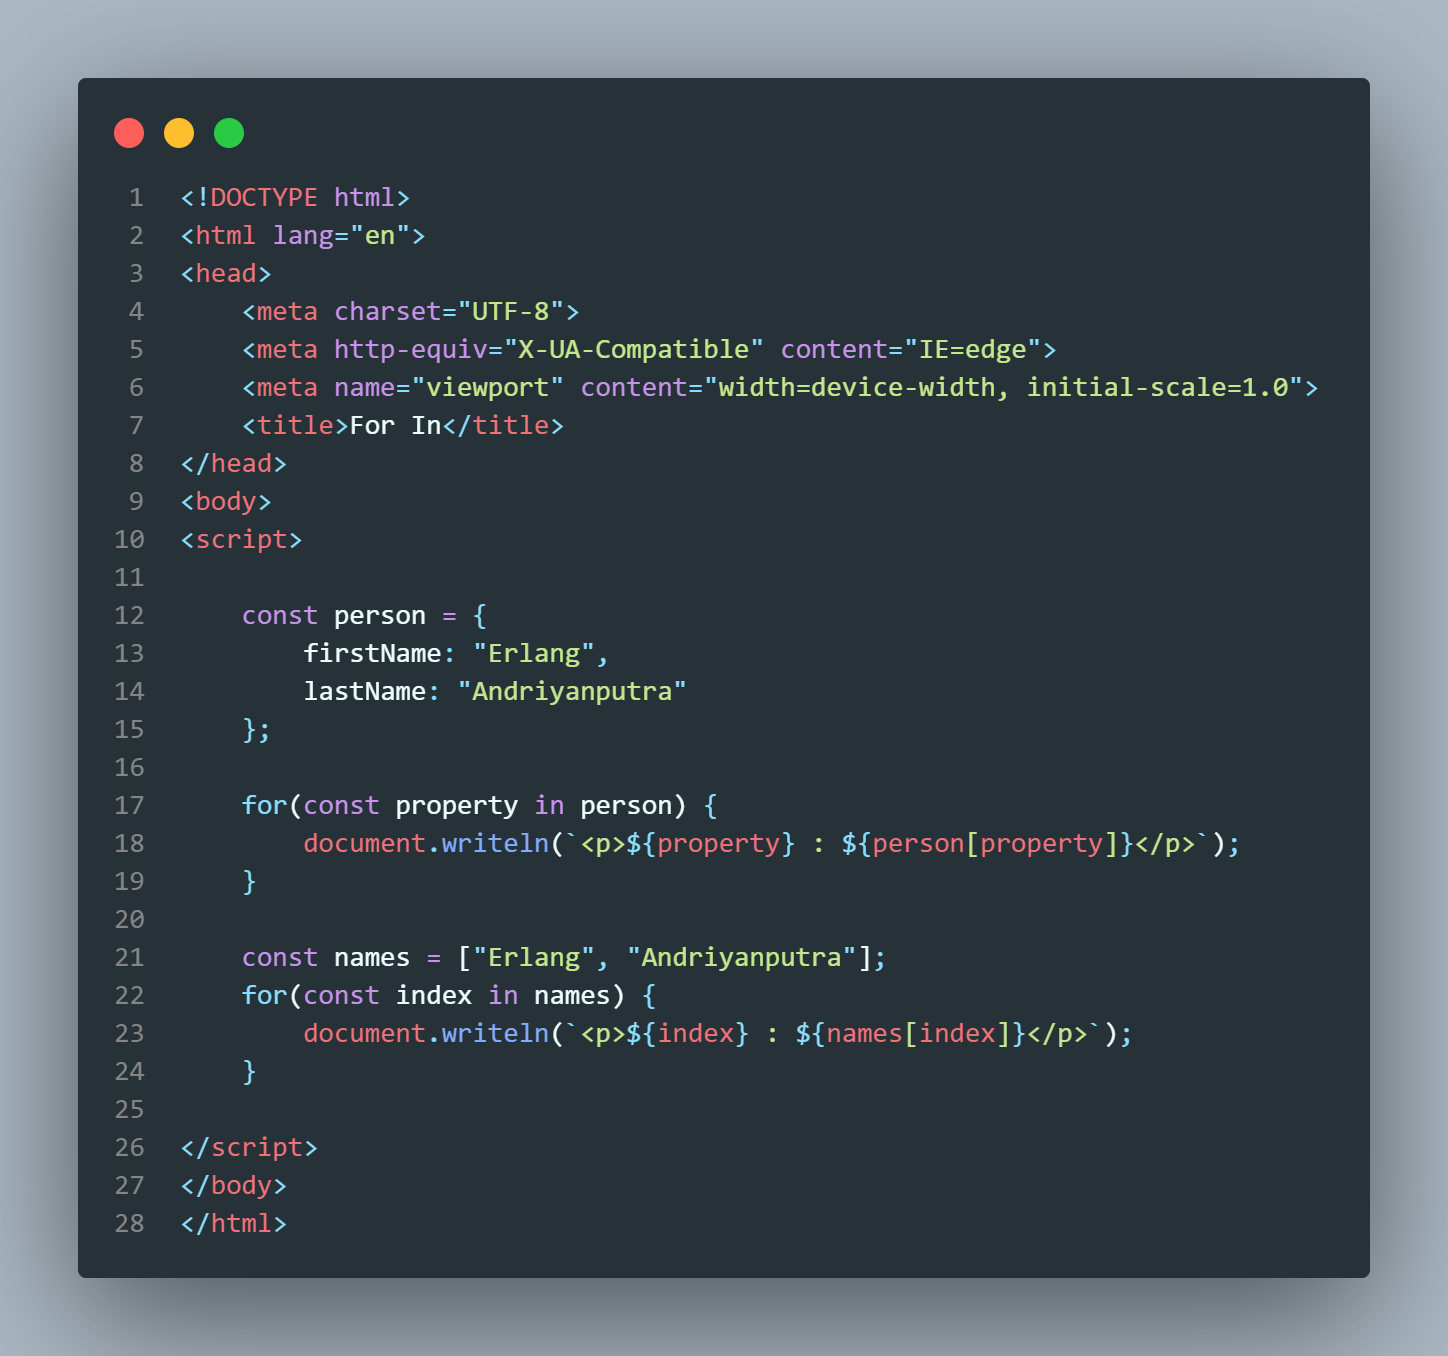 1 <!DOCTYPE html>
2 <html lang="en">
3 <head>
4     <meta charset="UTF-8">
5     <meta http-equiv="X-UA-Compatible" content="IE=edge">
6     <meta name="viewport" content="width=device-width, initial-scale=1.0">
7     <title>For In</title>
8 </head>
9 <body>
10 <script>
11
12     const person = {
13         firstName: "Erlang",
14         lastName: "Andriyanputra"
15     };
16
17     for(const property in person) {
18         document.writeln(`<p>${property} : ${person[property]}</p>`);
19     }
20
21     const names = ["Erlang", "Andriyanputra"];
22     for(const index in names) {
23         document.writeln(`<p>${index} : ${names[index]}</p>`);
24     }
25
26 </script>
27 </body>
28 </html>